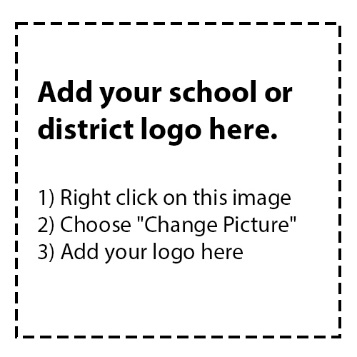 Add your school or
district logo here.
1) Right click on this image
2) Choose "Change Picture"
3) Add your logo here